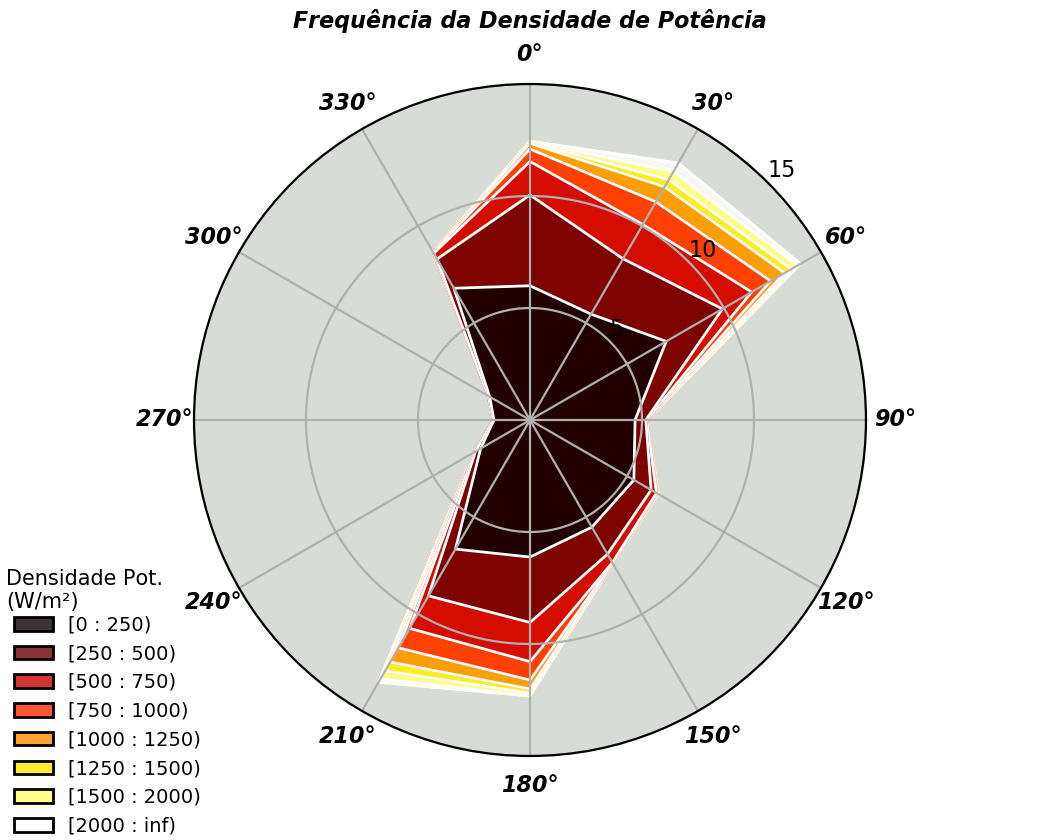 Frequência da Densidade de Potência
0°
330°
30°
15
300°
60°
10
5
270°
90°
240°
120°
210°
150°
180°
Densidade Pot.
(W/m²)
[0 : 250)
[250 : 500)
[500 : 750)
[750 : 1000)
[1000 : 1250)
[1250 : 1500)
[1500 : 2000)
[2000 : inf)